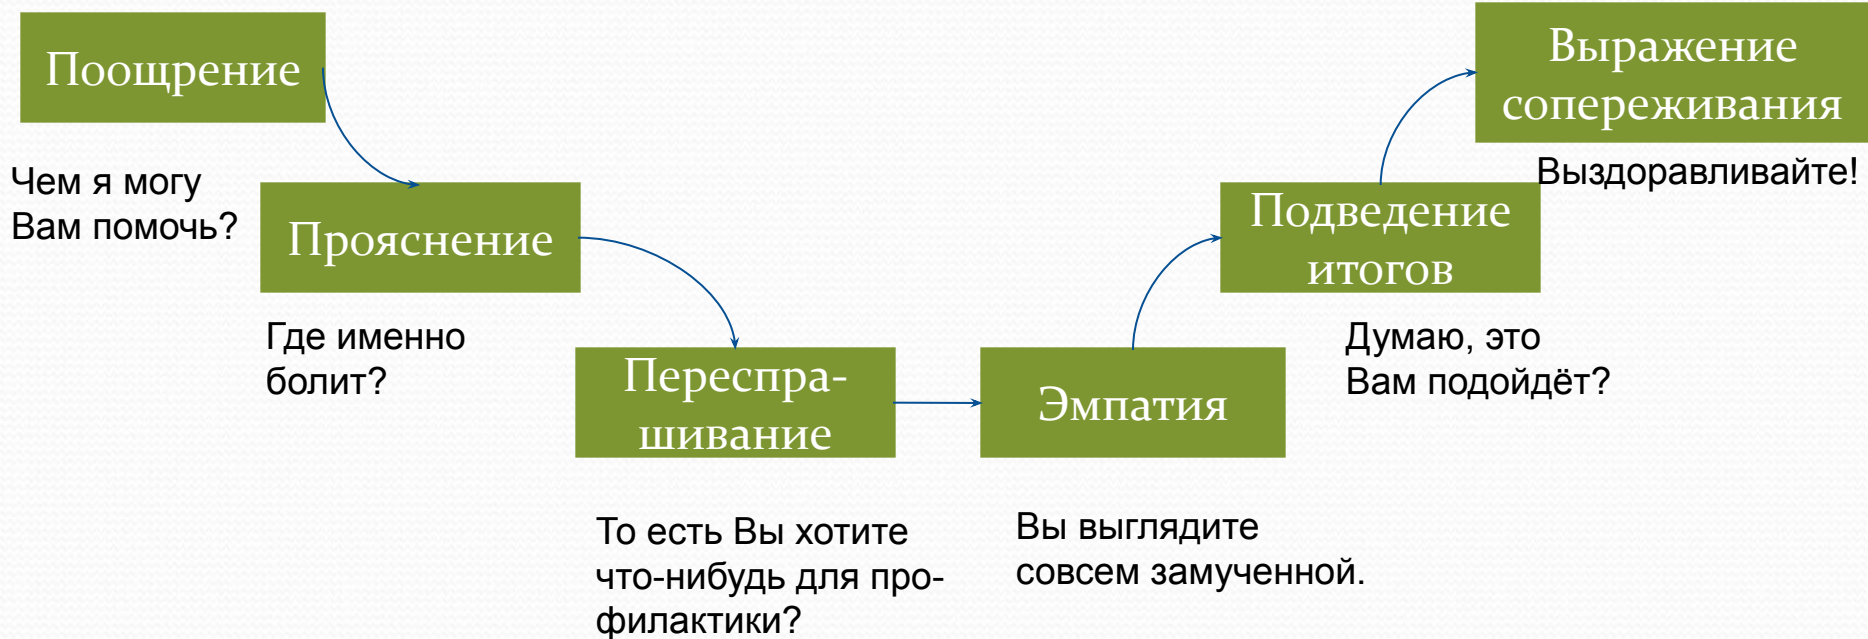 Поощрение
Чем я могу
Вам помочь?
Прояснение
Где именно
болит?
Переспра-
шивание
То есть Вы хотите
что-нибудь для про-
филактики?
Эмпатия
Вы выглядите
совсем замученной.
Подведение
итогов
Думаю, это
Вам подойдёт?
Выражение
сопереживания
Выздоравливайте!